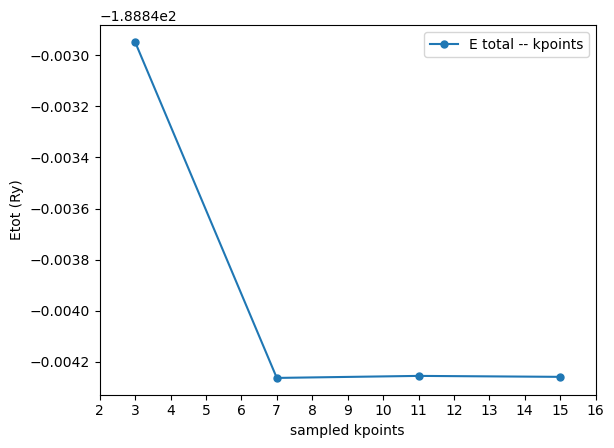 −1.8884e2
E total -- kpoints
−0.0030
−0.0032
−0.0034
−0.0036
−0.0038
−0.0040
−0.0042
Etot (Ry)
2 3 4 5 6 7 8 9 10 11 12 13 14 15 16
sampled kpoints